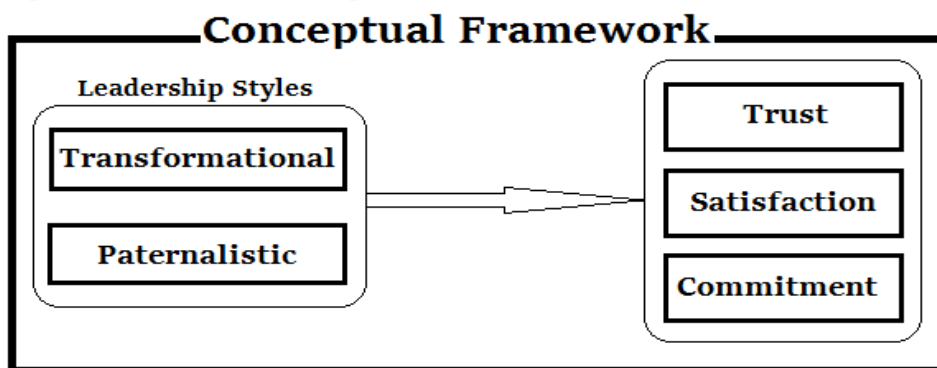 Conceptual Framework
Leadership Styles
Transformational
Paternalistic
Trust
Satisfaction
Commitment